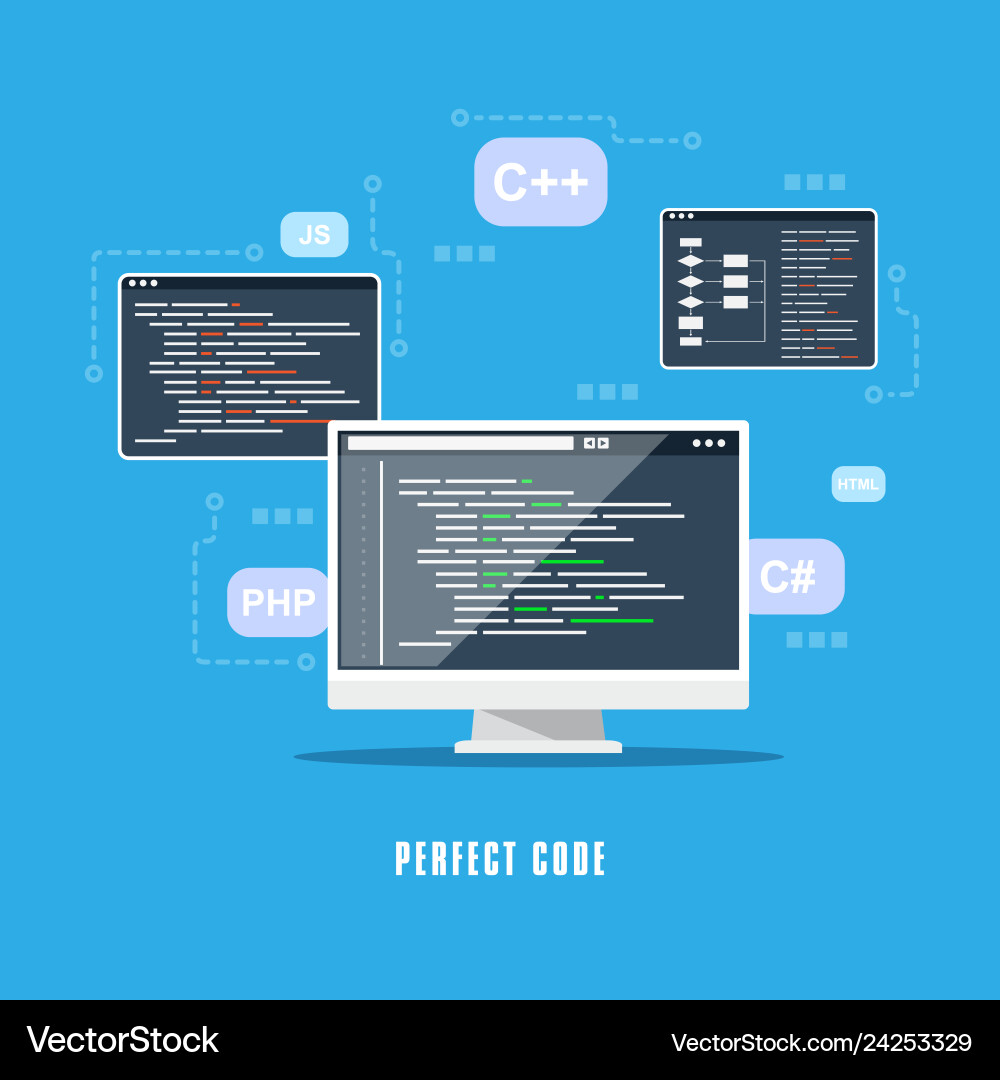 C++
JS
HTML
C#
PHP
PERFECT CODE
VectorStock
VectorStock.com/24253329